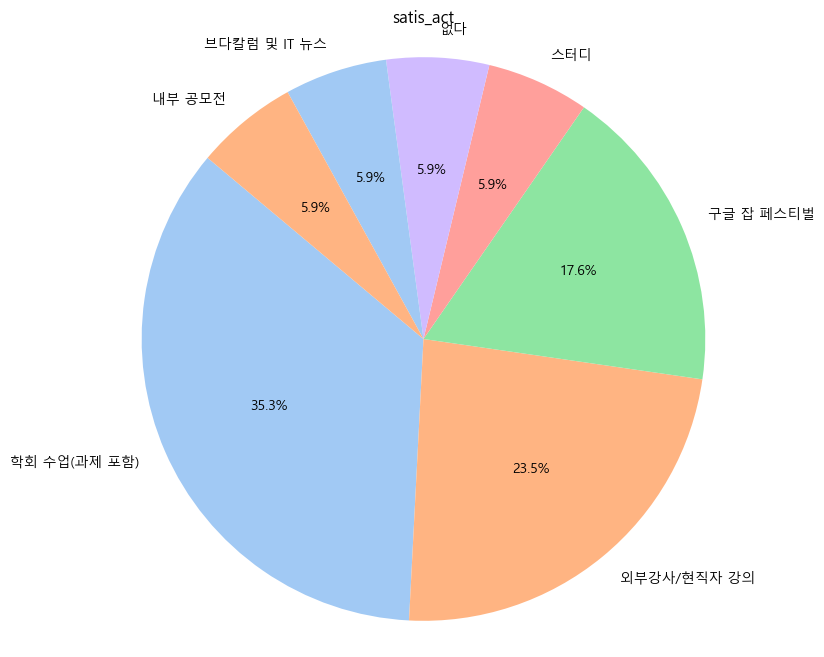 satis_act
없다
브다칼럼 및 IT 뉴스
스터디
내부 공모전
5.9%
5.9%
5.9%
5.9%
구글 잡 페스티벌
17.6%
35.3%
학회 수업(과제 포함)
23.5%
외부강사/현직자 강의